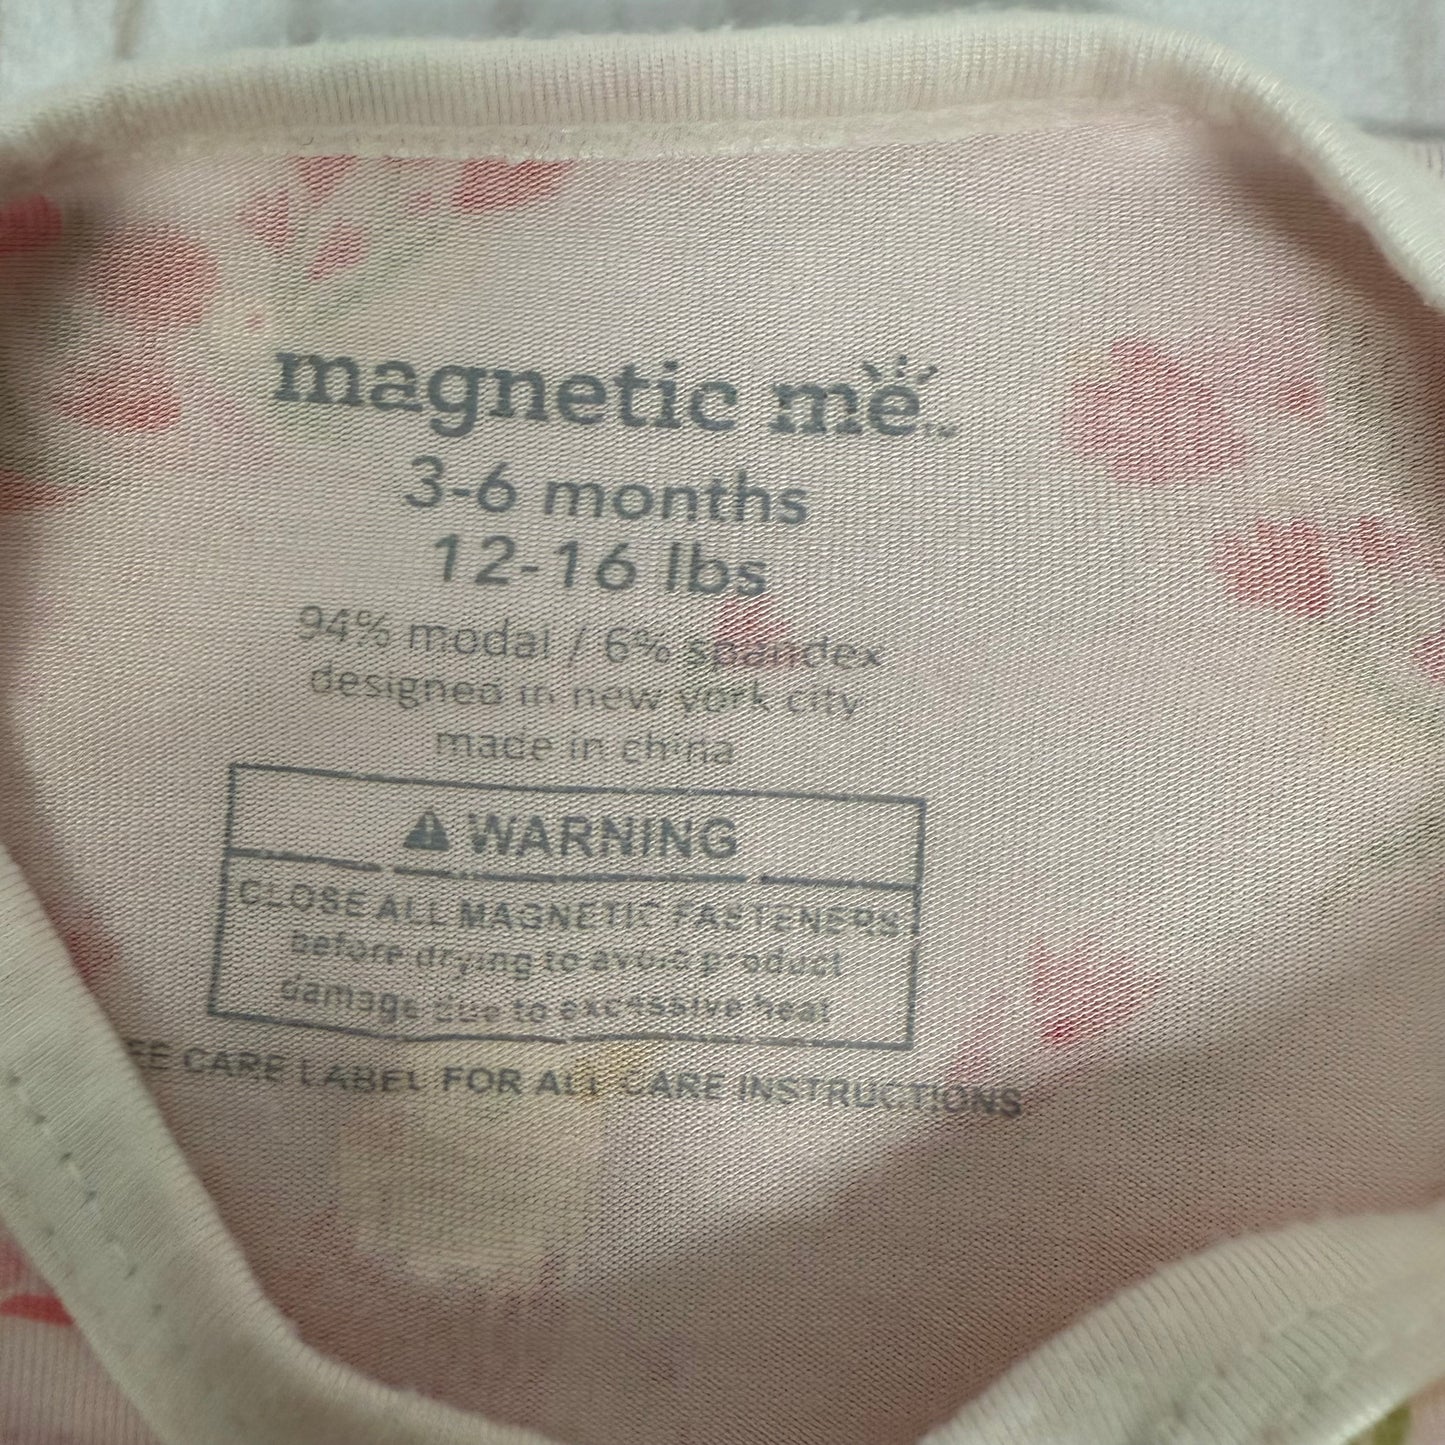 magnetic me™
3-6 months
12-16 lbs
94% modal / 6% spandex
designed in new york city
made in china
⚠ WARNING
CLOSE ALL MAGNETIC FASTENERS
before drying to avoid product
damage due to excessive heat
EE CARE LABEL FOR ALL CARE INSTRUCTIONS